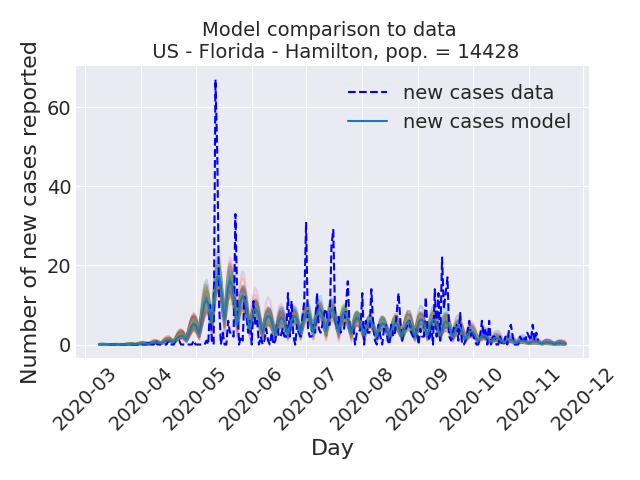 Model comparison to data
US - Florida - Hamilton, pop. = 14428
Number of new cases reported
60
40
20
0
new cases data
new cases model
2020-03
2020-04
2020-05
2020-06
2020-07
2020-08
2020-09
2020-10
2020-11
2020-12
Day